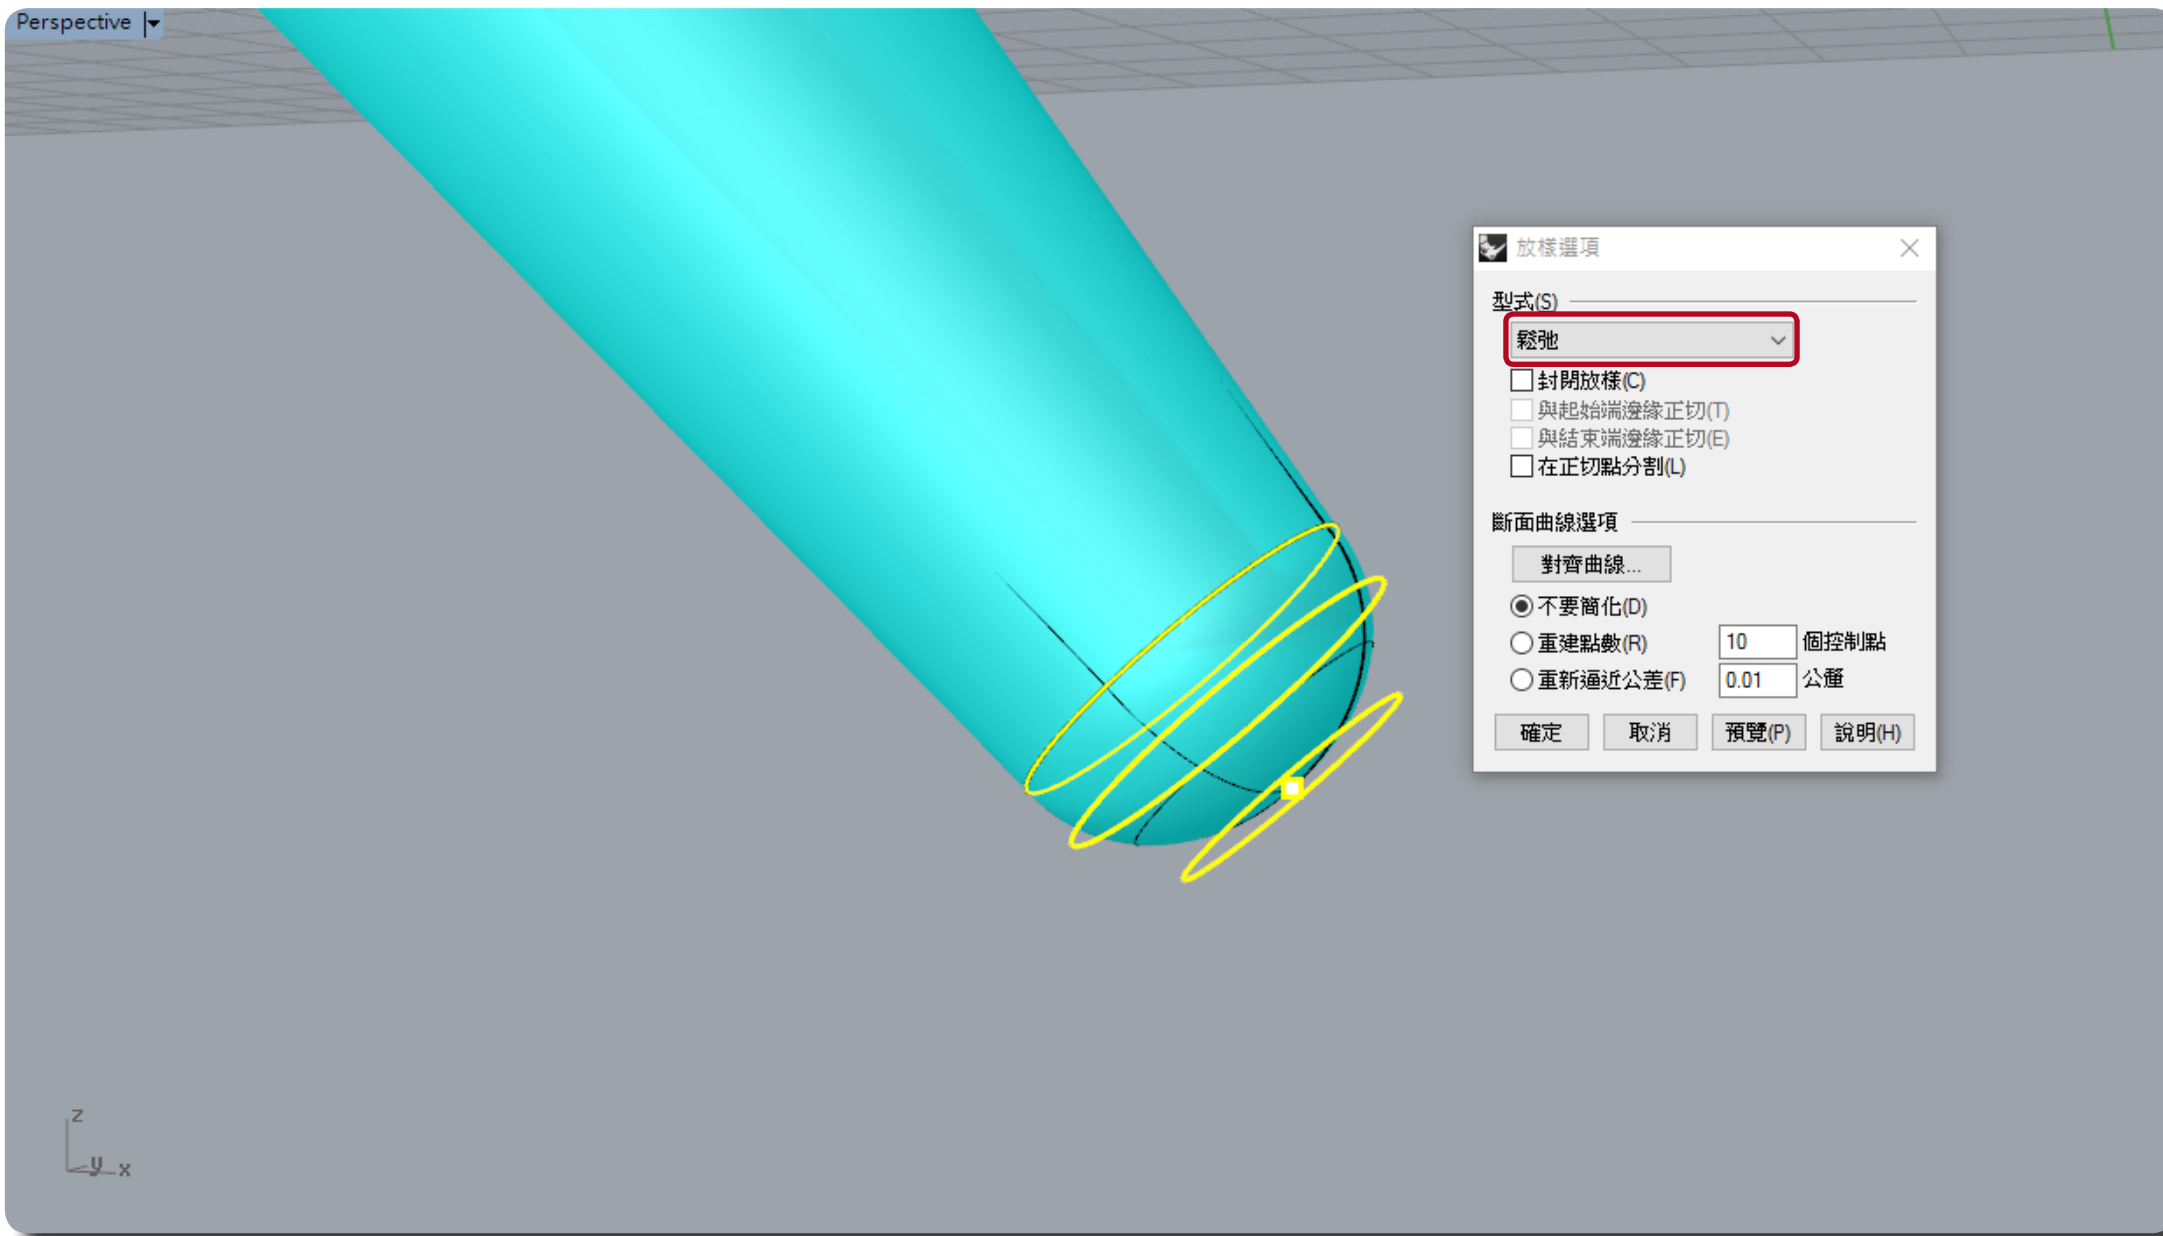 Perspective
放樣選項
型式(S)
鬆弛
封閉放樣(C)
與起始端邊緣正切(T)
與結束端邊緣正切(E)
在正切點分割(L)
斷面曲線選項
對齊曲線...
不要簡化(D)
重建點數(R) 10 個控制點
重新逼近公差(F) 0.01 公釐
確定 取消 預覽(P) 說明(H)
z
y x